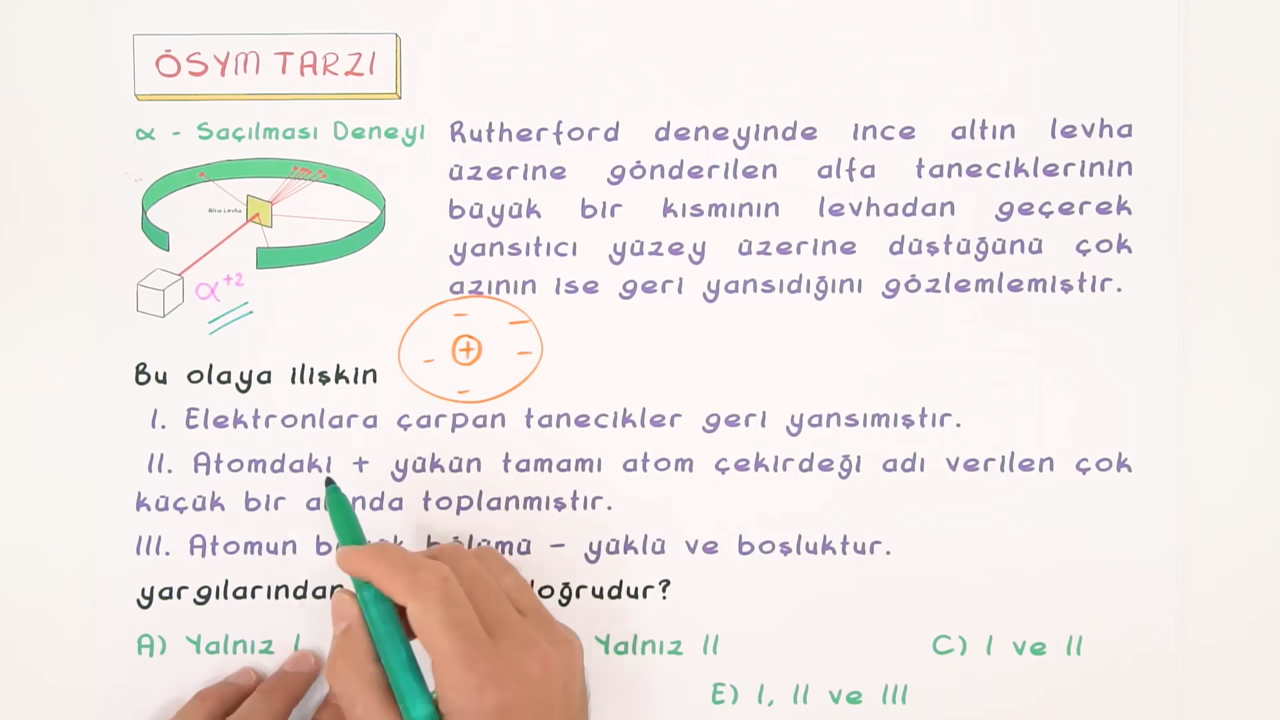 ÖSYM TARZI
α - Saçılması Deneyi
Altın Levha
α+2
Rutherford deneyinde ince altın levha
üzerine gönderilen alfa taneciklerinin
büyük bir kısmının levhadan geçerek
yansıtıcı yüzey üzerine düştüğünü çok
azının ise geri yansıdığını gözlemlemiştir.
+
Bu olaya ilişkin
I. Elektronlara çarpan tanecikler geri yansımıştır.
II. Atomdaki + yükün tamamı atom çekirdeği adı verilen çok
küçük bir toplanmıştır.
III. Atomun - yüklü ve boşluktur.
yargılarından
A) Yalnız I Yalnız II C) I ve II
E) I, II ve III